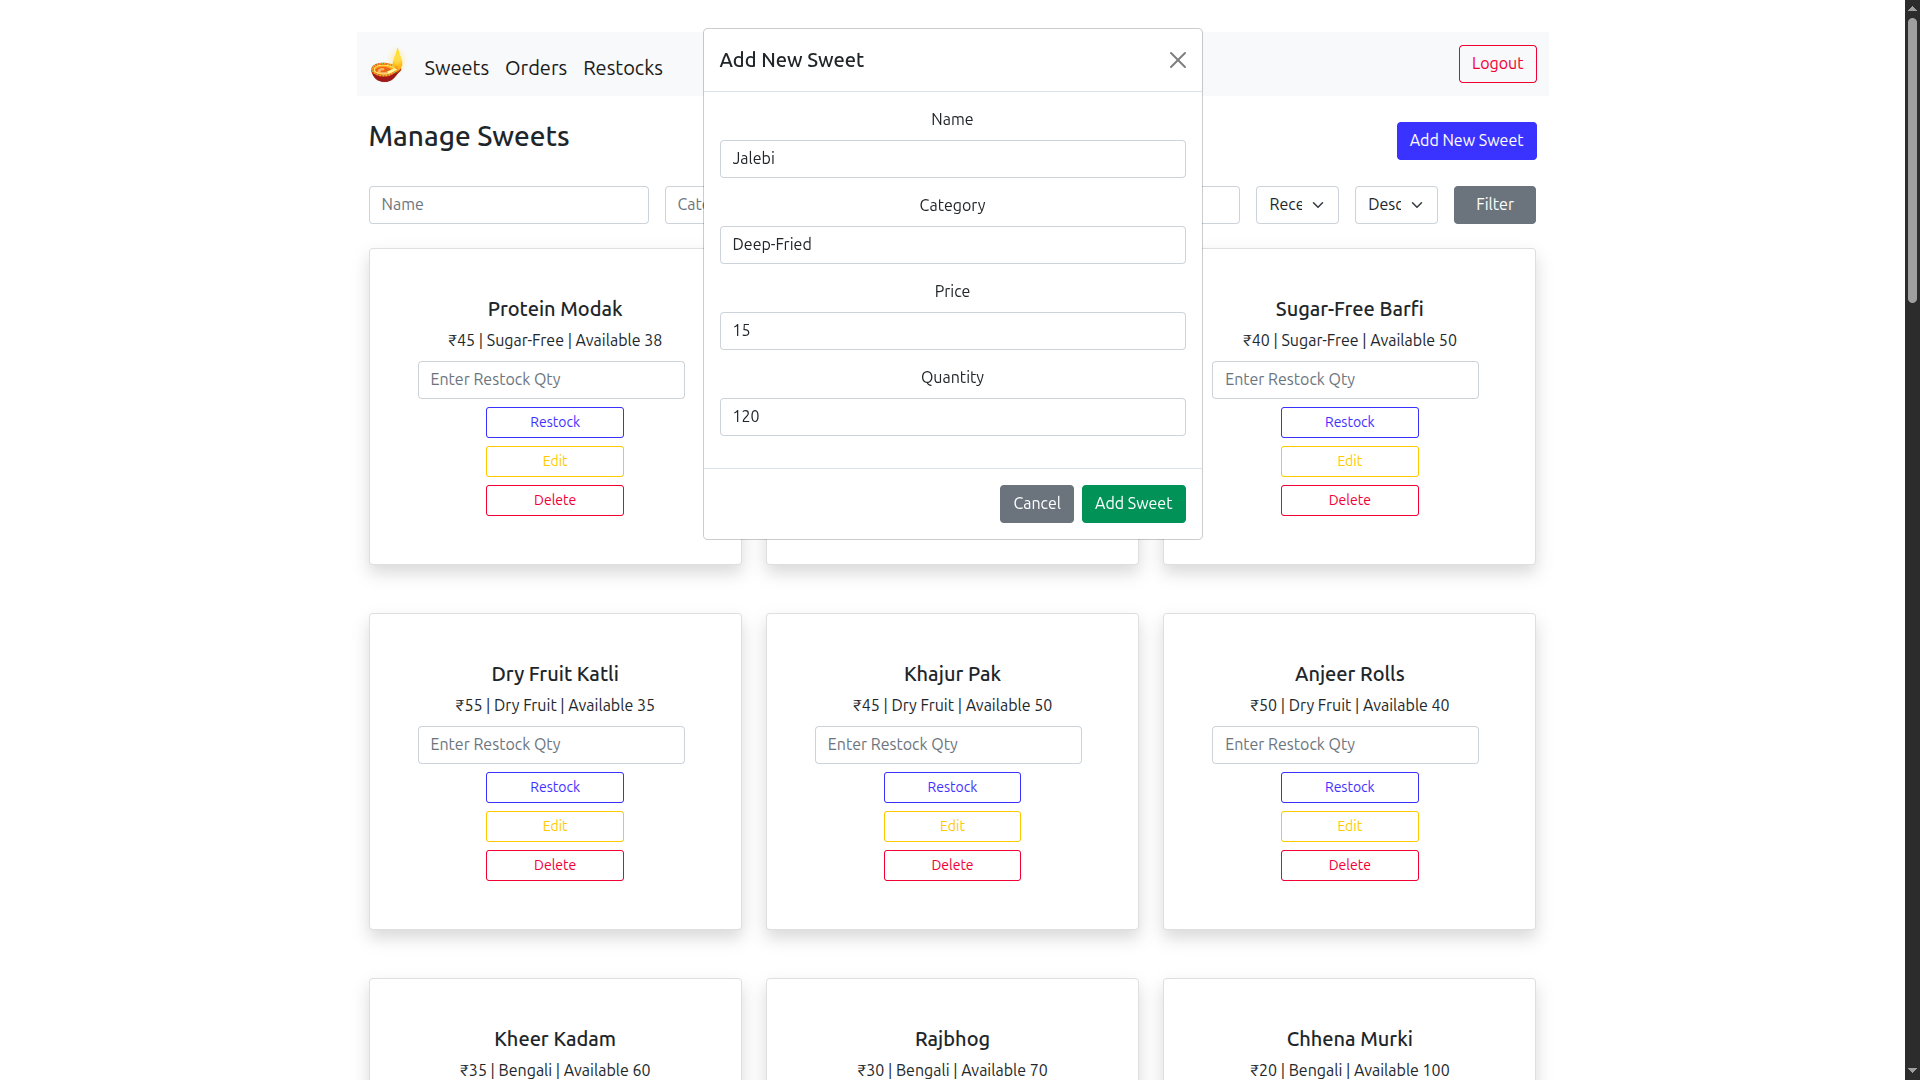 Sweets Orders Restocks
Logout
Add New Sweet
Name
Jalebi
Category
Deep-Fried
Price
15
Quantity
120
Cancel Add Sweet
Manage Sweets
Add New Sweet
Name
Rece
Desc
Filter
Protein Modak
₹45 | Sugar-Free | Available 38
Enter Restock Qty
Restock
Edit
Delete
Sugar-Free Barfi
₹40 | Sugar-Free | Available 50
Enter Restock Qty
Restock
Edit
Delete
Dry Fruit Katli
₹55 | Dry Fruit | Available 35
Enter Restock Qty
Restock
Edit
Delete
Khajur Pak
₹45 | Dry Fruit | Available 50
Enter Restock Qty
Restock
Edit
Delete
Anjeer Rolls
₹50 | Dry Fruit | Available 40
Enter Restock Qty
Restock
Edit
Delete
Kheer Kadam
₹35 | Bengali | Available 60
Rajbhog
₹30 | Bengali | Available 70
Chhena Murki
₹20 | Bengali | Available 100